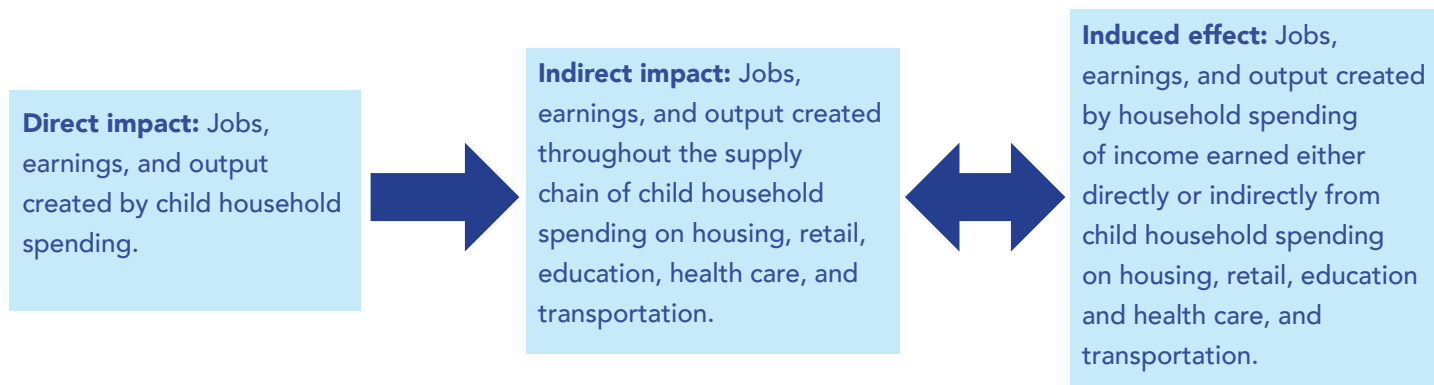 Direct impact: Jobs,
earnings, and output
created by child household
spending.
Indirect impact: Jobs,
earnings, and output created
throughout the supply
chain of child household
spending on housing, retail,
education, health care, and
transportation.
Induced effect: Jobs,
earnings, and output created
by household spending
of income earned either
directly or indirectly from
child household spending
on housing, retail, education
and health care, and
transportation.